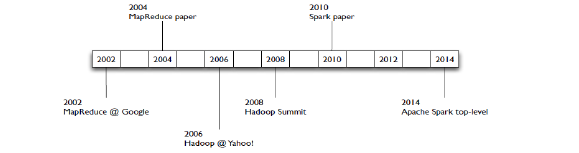 2004
MapReduce paper
2010
Spark paper
2002 2004 2006 2008 2010 2012 2014
2002
MapReduce @ Google
2008
Hadoop Summit
2014
Apache Spark top-level
2006
Hadoop @ Yahoo!